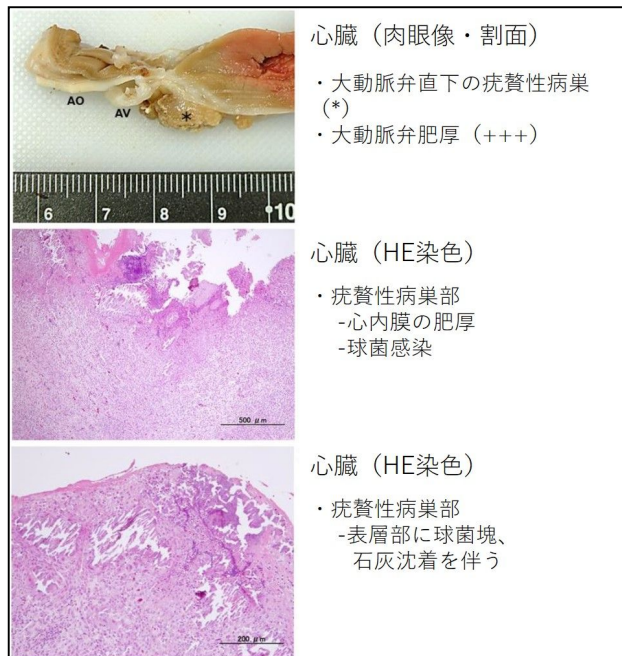 心臓（肉眼像・割面）
・大動脈弁直下の疣贅性病巣
(*)
・大動脈弁肥厚（+++）
AO
AV
*
6 7 8 9 10
心臓（HE染色）
・疣贅性病巣部
-心内膜の肥厚
-球菌感染
500 μm
心臓（HE染色）
・疣贅性病巣部
-表層部に球菌塊、
石灰沈着を伴う
200 μm